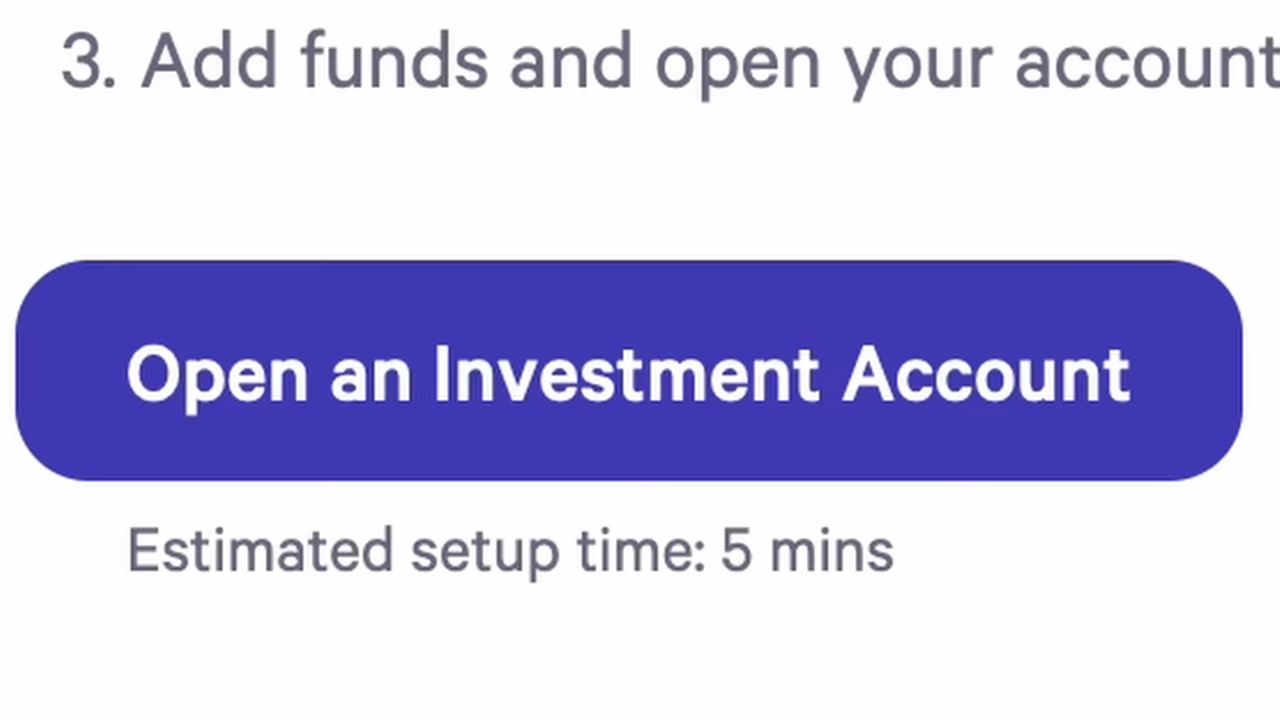 3. Add funds and open your account
Open an Investment Account
Estimated setup time: 5 mins